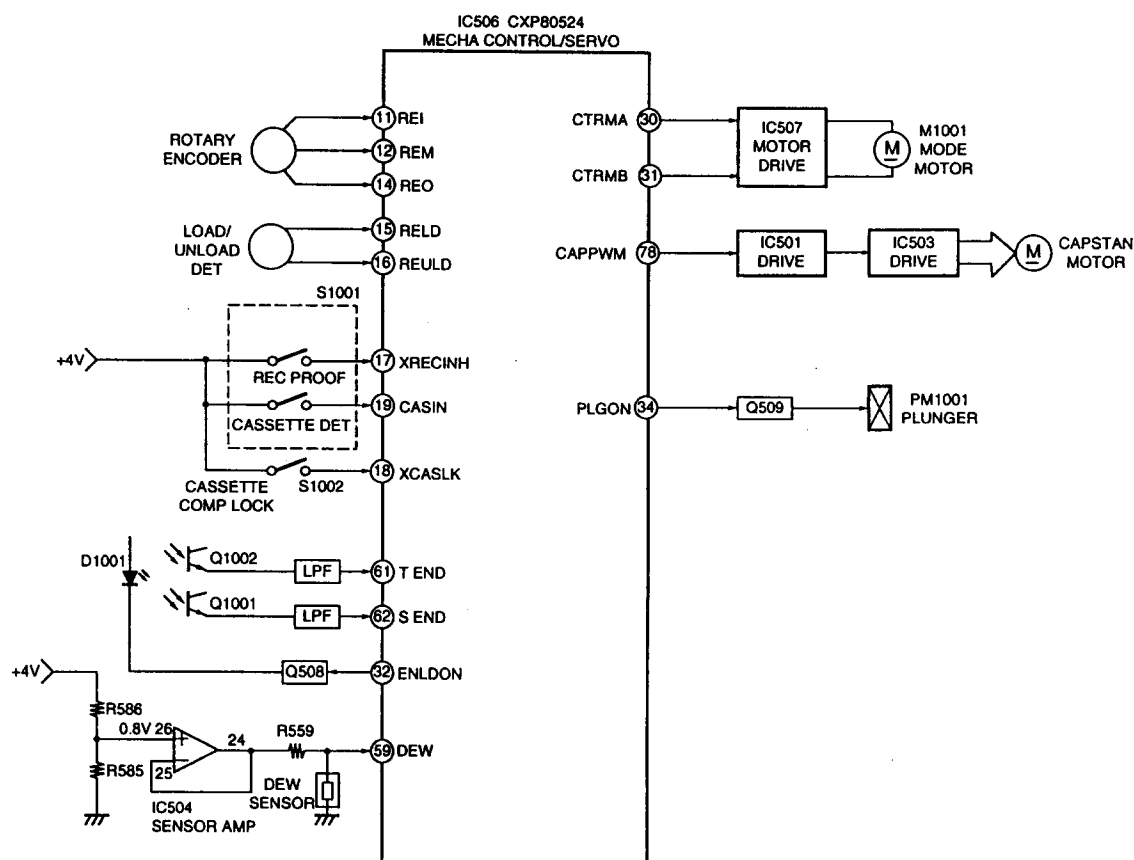 IC506 CXP80524
MECHA CONTROL/SERVO
ROTARY
ENCODER
11 REI
12 REM
14 REO
LOAD/
UNLOAD
DET
15 RELD
16 REULD
S1001
+4V
17 XRECINH
REC PROOF
19 CASIN
CASSETTE DET
18 XCASLK
CASSETTE
COMP LOCK
S1002
D1001
Q1002
LPF
61 T END
Q1001
LPF
62 S END
Q508
32 ENLDON
+4V
R586
0.8V 26
+
−
25
24
R585
IC504
SENSOR AMP
R559
59 DEW
DEW
SENSOR
CTRMA 30
CTRMB 31
IC507
MOTOR
DRIVE
M
M1001
MODE
MOTOR
CAPPWM 78
IC501
DRIVE
IC503
DRIVE
M
CAPSTAN
MOTOR
PLGON 34
Q509
PM1001
PLUNGER